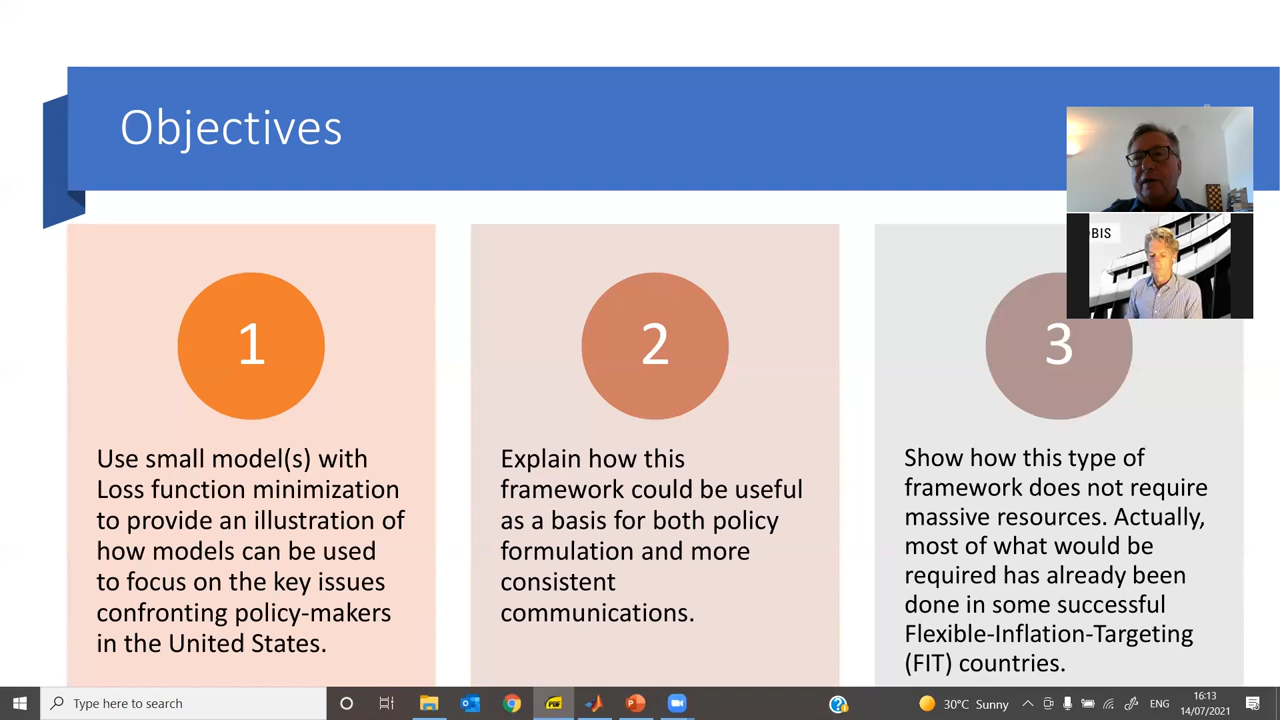 Objectives
BIS
1
2
3
Use small model(s) with
Loss function minimization
to provide an illustration of
how models can be used
to focus on the key issues
confronting policy-makers
in the United States.
Explain how this
framework could be useful
as a basis for both policy
formulation and more
consistent
communications.
Show how this type of
framework does not require
massive resources. Actually,
most of what would be
required has already been
done in some successful
Flexible-Inflation-Targeting
(FIT) countries.
Type here to search
30°C Sunny
ENG
16:13
14/07/2021